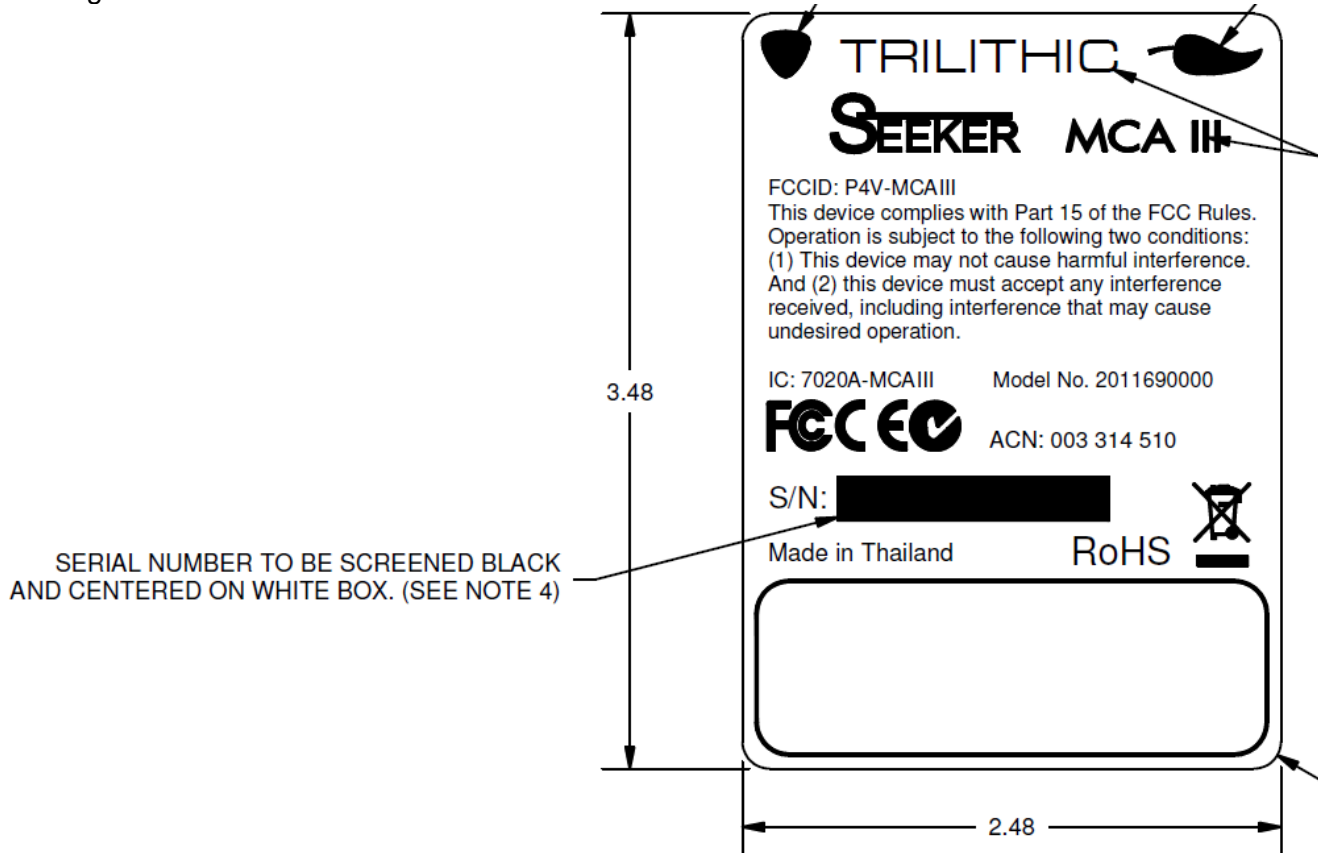 TRILITHIC
SEEKER MCA III
FCCID: P4V-MCAIII
This device complies with Part 15 of the FCC Rules.
Operation is subject to the following two conditions:
(1) This device may not cause harmful interference.
And (2) this device must accept any interference
received, including interference that may cause
undesired operation.
IC: 7020A-MCAIII Model No. 2011690000
3.48
FCC CE
ACN: 003 314 510
S/N:
Made in Thailand RoHS
SERIAL NUMBER TO BE SCREENED BLACK
AND CENTERED ON WHITE BOX. (SEE NOTE 4)
2.48